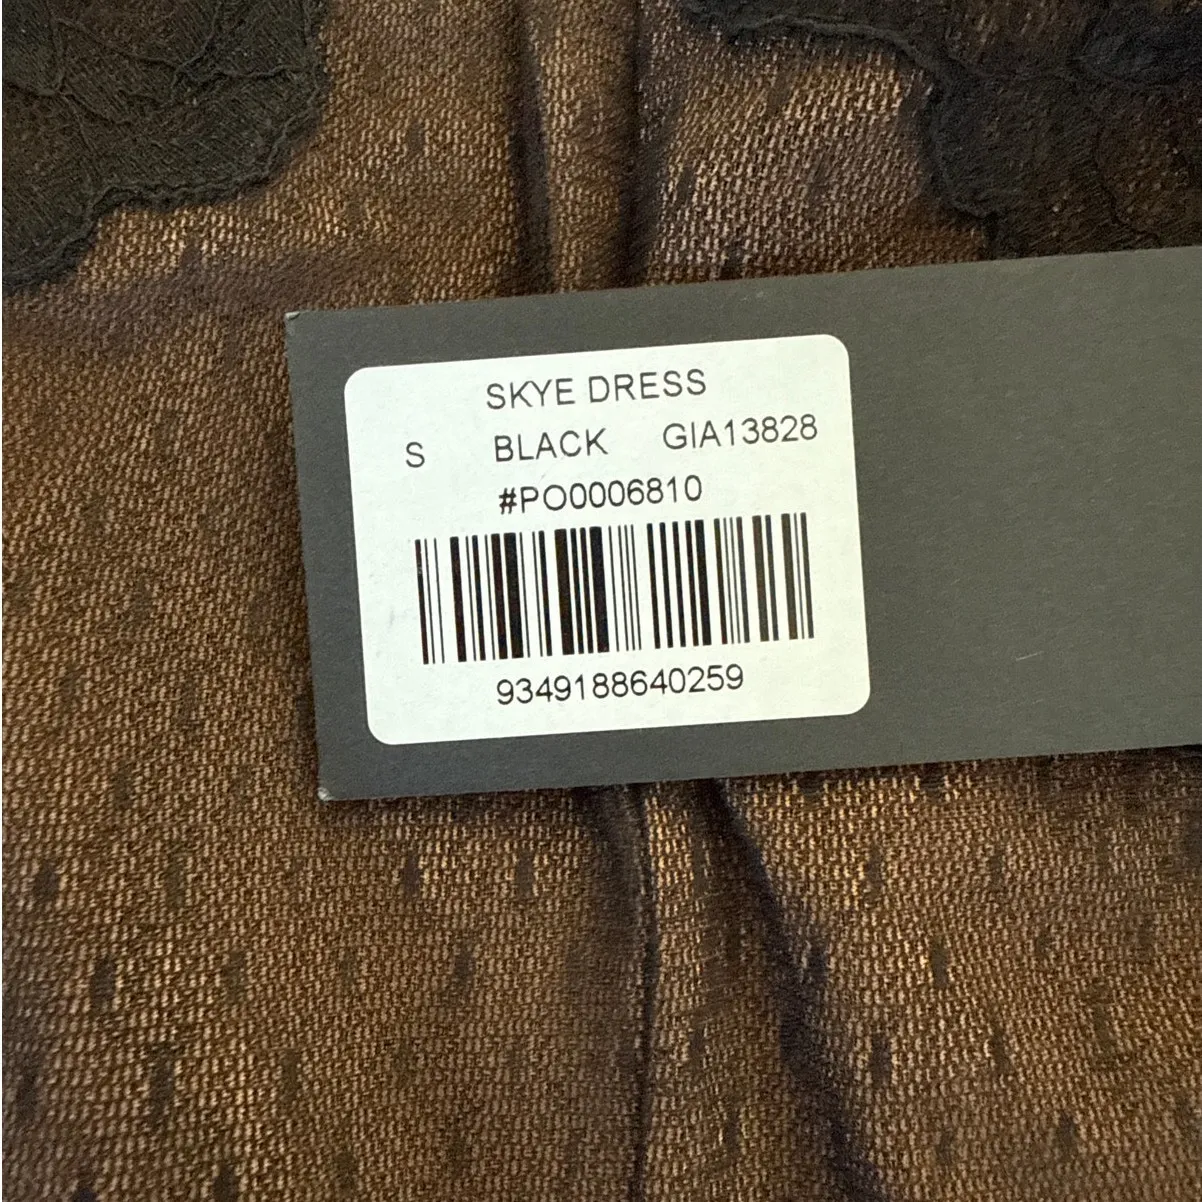 SKYE DRESS
S BLACK GIA13828
#PO0006810
9349188640259